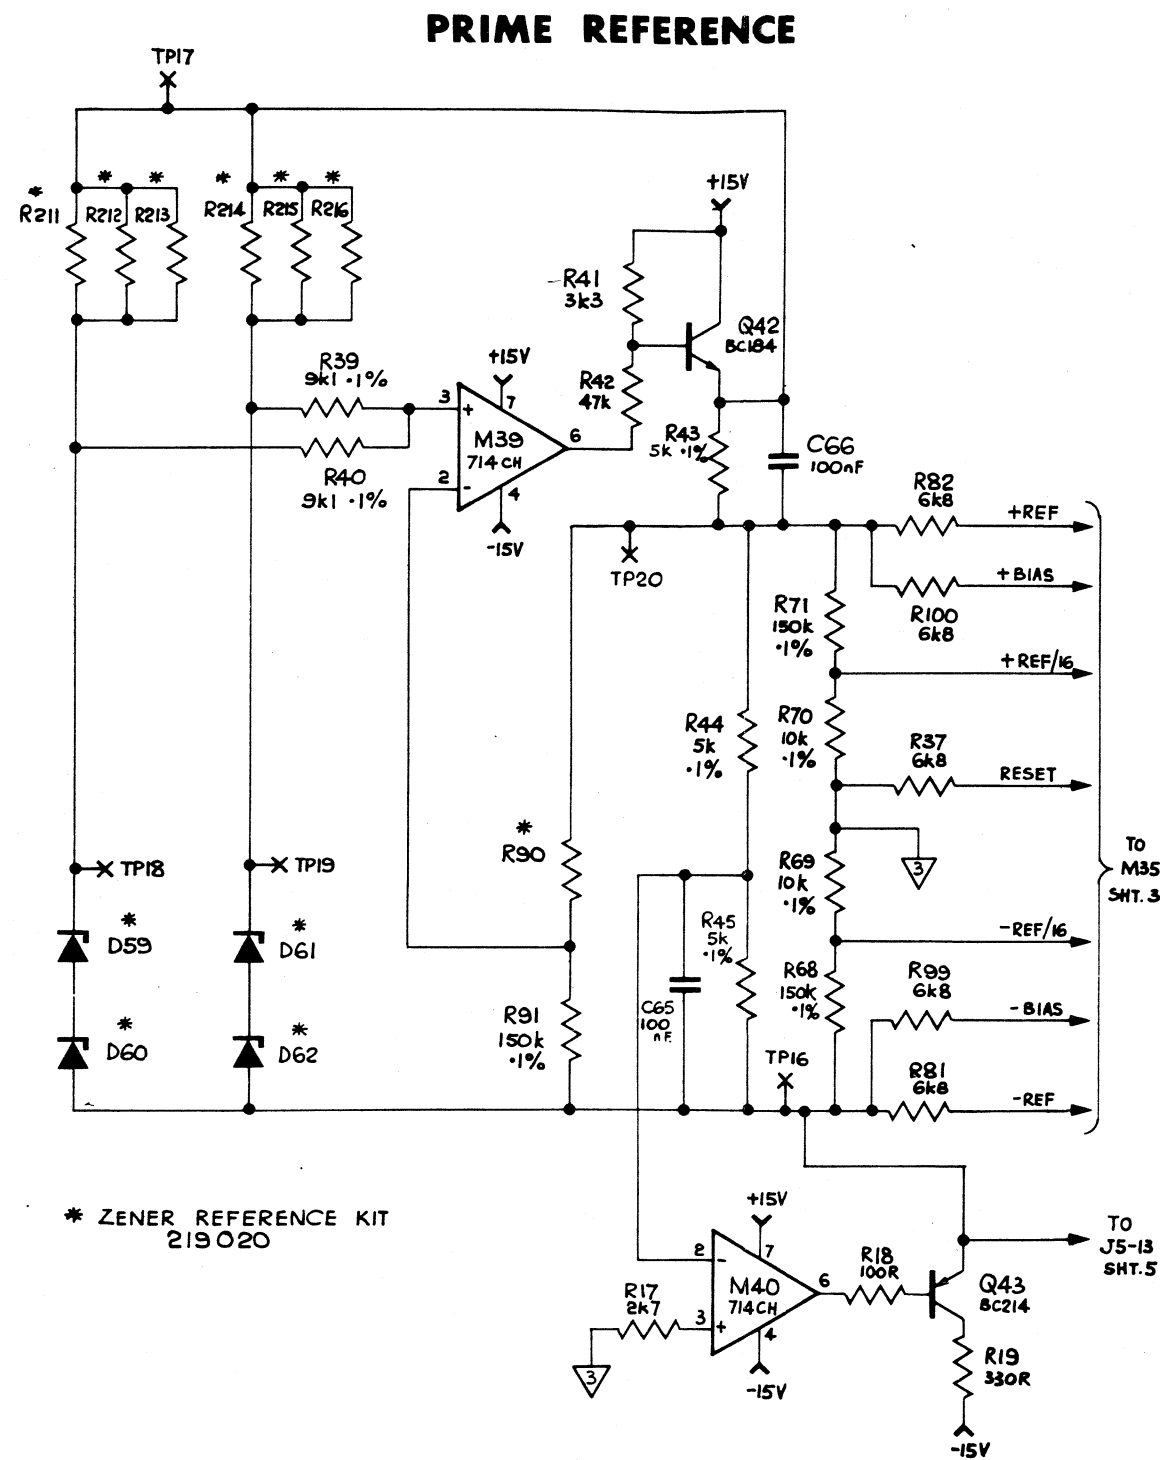 PRIME REFERENCE
TP17
* * * * * *
R211 R212 R213 R214 R215 R216
+15V
R41
3k3
Q42
BC184
R39
9k1 .1%
+15V
R42
47k
3 + 7
M39 6
714CH
2 - 4
R43
5k .1%
C66
100nF
R40
9k1 .1%
-15V
R82
6k8
+REF
TP20
+BIAS
R100
6k8
R71
150k
.1%
+REF/16
R44
5k
.1%
R70
10k
.1%
R37
6k8
RESET
*
R90
3
TO
M35
SHT.3
TP18
TP19
R69
10k
.1%
*
D59
*
D61
R45
5k
.1%
-REF/16
R68
150k
.1%
R99
6k8
-BIAS
C65
100
nF
*
D60
*
D62
R91
150k
.1%
TP16
R81
6k8
-REF
* ZENER REFERENCE KIT
219020
+15V
TO
J5-13
SHT.5
2 - 7
M40 6
714CH
3 + 4
R18
100R
Q43
BC214
R17
2k7
3
-15V
R19
330R
-15V